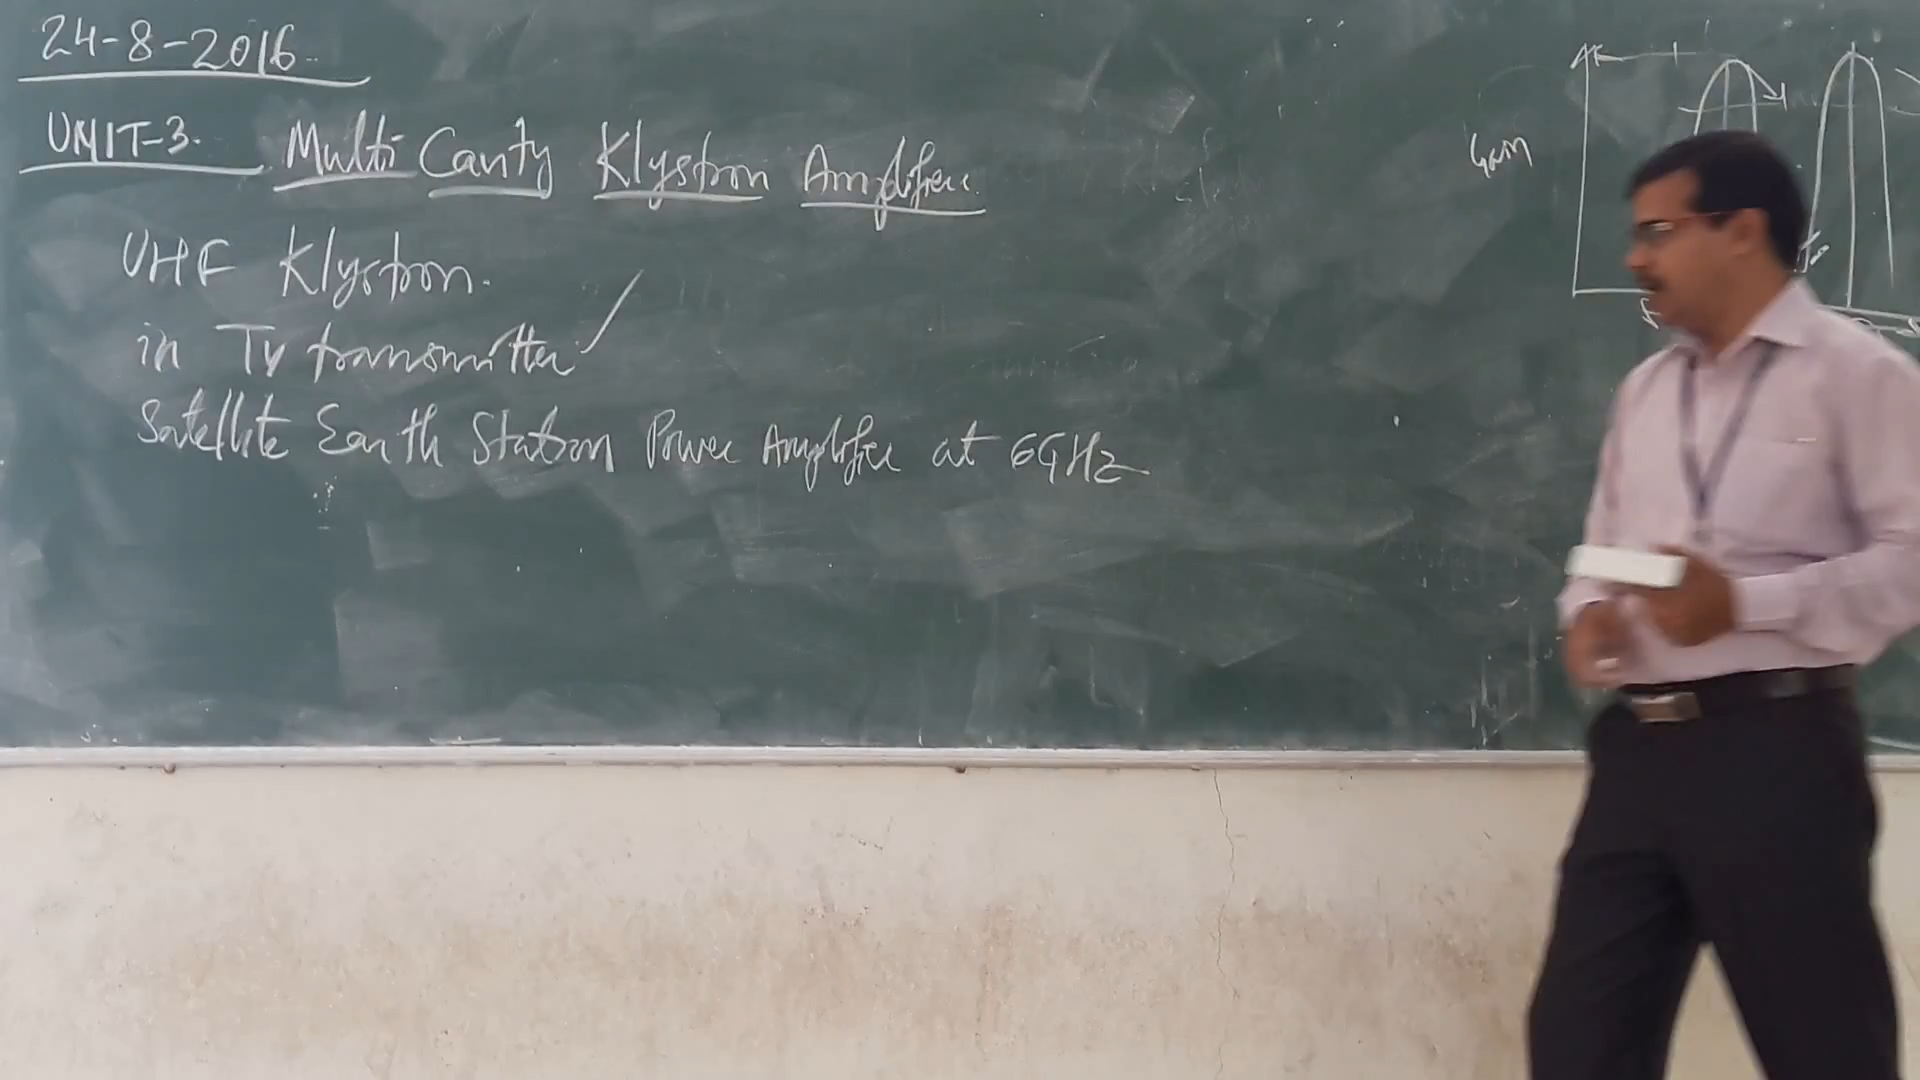 24-8-2016
UNIT-3. Multi Cavity Klystron Amplifier.
UHF Klystron.
in TV transmitter
Satellite Earth Station Power Amplifier at 6GHz
Gain